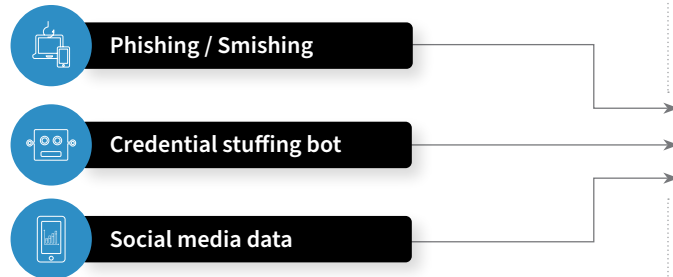 Phishing / Smishing
Credential stuffing bot
Social media data